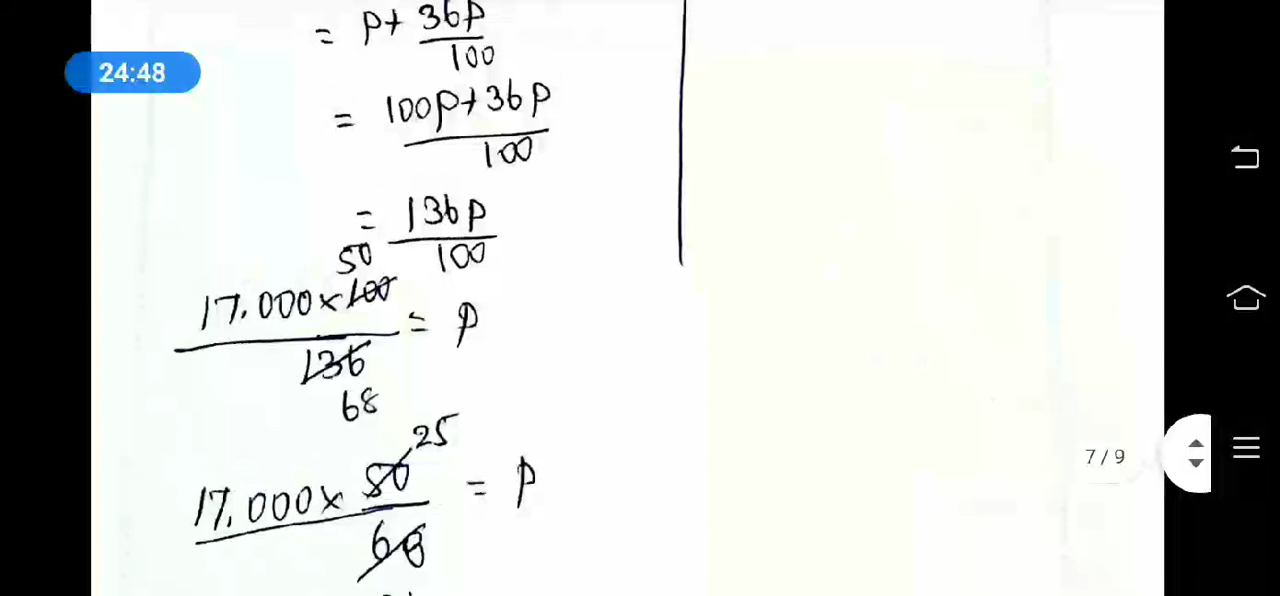 = P+ 36P
100
24:48
= 100P+36P
100
= 136P
100
50
17.000×100 = P
136
68
25
17.000× 50 = P
68
7/9